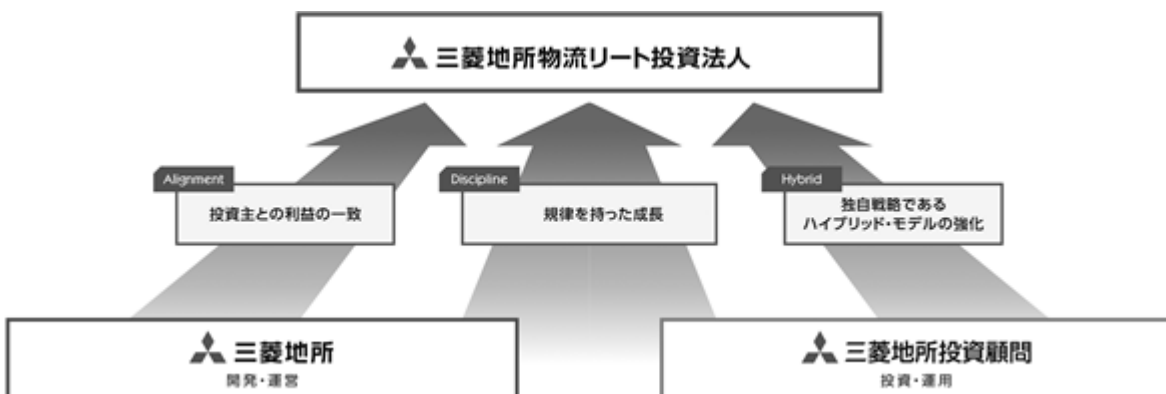 三菱地所物流リート投資法人
Alignment
投資主との利益の一致
Discipline
規律を持った成長
Hybrid
独自戦略である
ハイブリッド・モデルの強化
三菱地所
開発・運営
三菱地所投資顧問
投資・運用